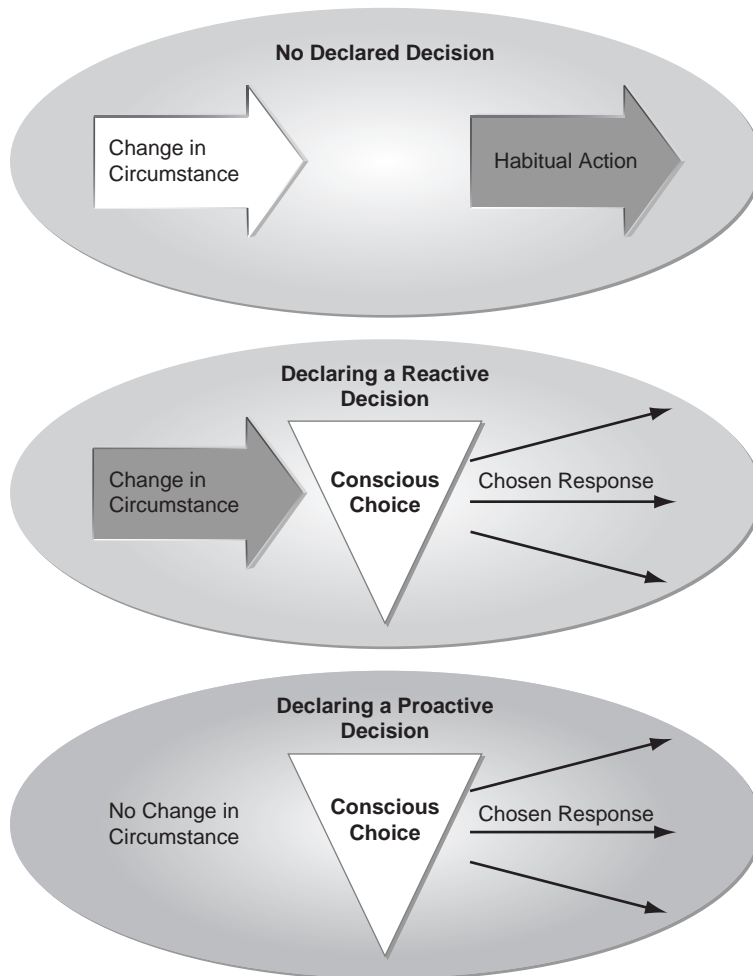 No Declared Decision
Change in
Circumstance
Habitual Action
Declaring a Reactive
Decision
Change in
Circumstance
Conscious
Choice
Chosen Response
Declaring a Proactive
Decision
No Change in
Circumstance
Conscious
Choice
Chosen Response